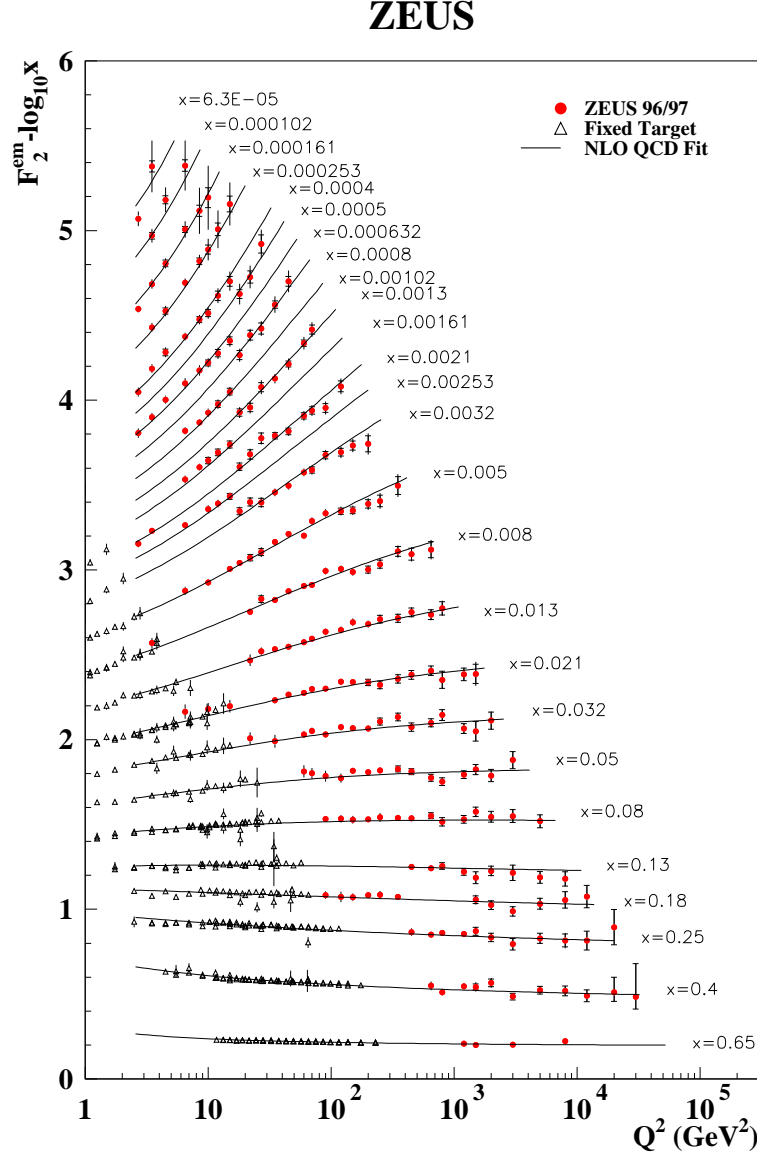 ZEUS
F₂ᵉᵐ-log₁₀x
6
5
4
3
2
1
0
ZEUS 96/97
Fixed Target
NLO QCD Fit
x=6.3E-05
x=0.000102
x=0.000161
x=0.000253
x=0.0004
x=0.0005
x=0.000632
x=0.0008
x=0.00102
x=0.0013
x=0.00161
x=0.0021
x=0.00253
x=0.0032
x=0.005
x=0.008
x=0.013
x=0.021
x=0.032
x=0.05
x=0.08
x=0.13
x=0.18
x=0.25
x=0.4
x=0.65
1 10 10² 10³ 10⁴ 10⁵
Q² (GeV²)